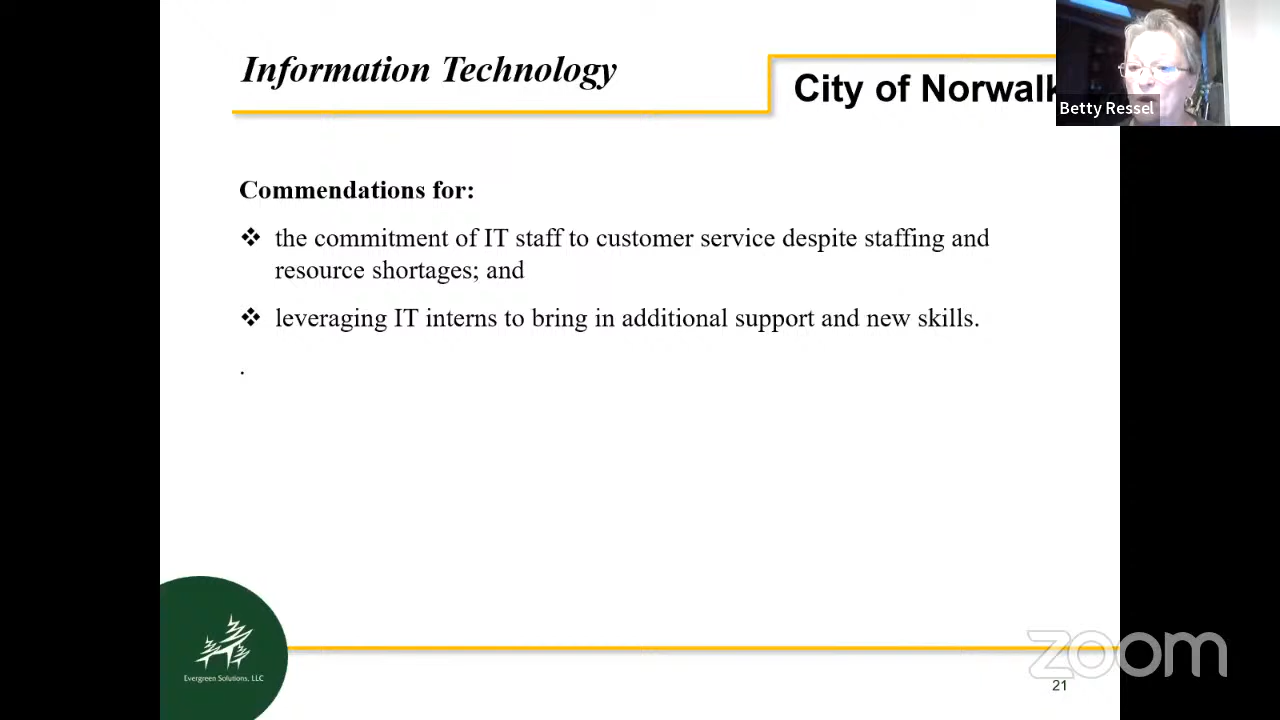 Information Technology
City of Norwalk
Betty Ressel
Commendations for:
❖ the commitment of IT staff to customer service despite staffing and
resource shortages; and
❖ leveraging IT interns to bring in additional support and new skills.
.
Evergreen Solutions, LLC
zoom
21